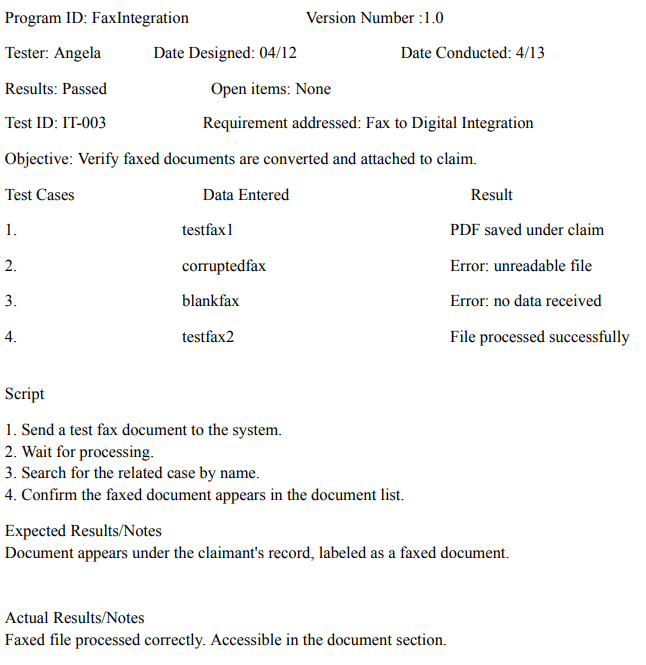 Program ID: FaxIntegration Version Number :1.0
Tester: Angela Date Designed: 04/12 Date Conducted: 4/13
Results: Passed Open items: None
Test ID: IT-003 Requirement addressed: Fax to Digital Integration
Objective: Verify faxed documents are converted and attached to claim.
Test Cases Data Entered Result
1. testfax1 PDF saved under claim
2. corruptedfax Error: unreadable file
3. blankfax Error: no data received
4. testfax2 File processed successfully
Script
1. Send a test fax document to the system.
2. Wait for processing.
3. Search for the related case by name.
4. Confirm the faxed document appears in the document list.
Expected Results/Notes
Document appears under the claimant's record, labeled as a faxed document.
Actual Results/Notes
Faxed file processed correctly. Accessible in the document section.